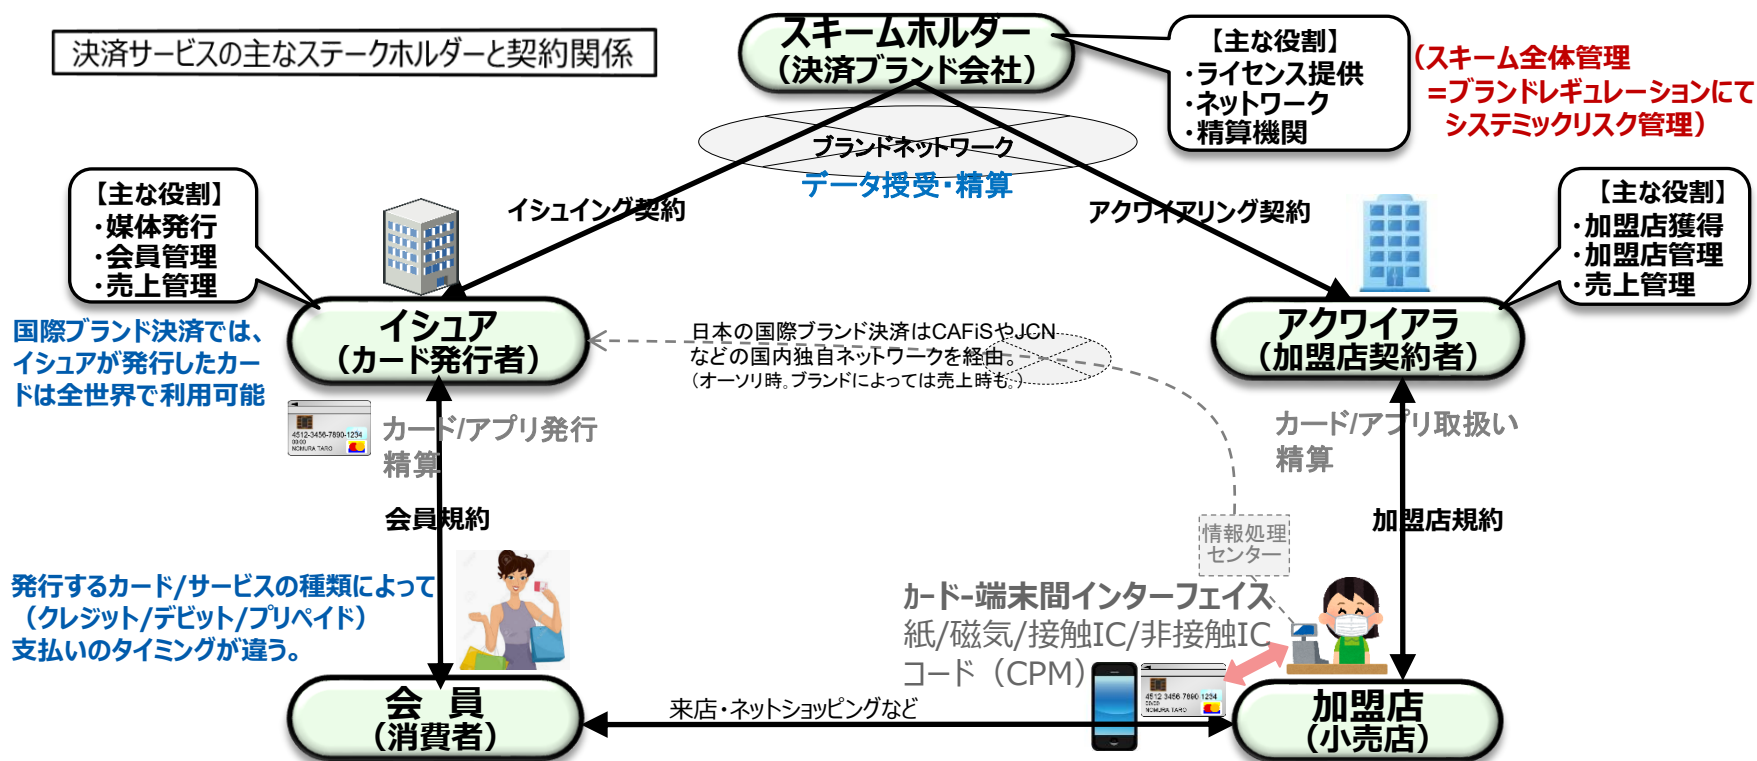 決済サービスの主なステークホルダーと契約関係
スキームホルダー
（決済ブランド会社）
【主な役割】
・ライセンス提供
・ネットワーク
・精算機関
（スキーム全体管理
＝ブランドレギュレーションにて
システミックリスク管理）
ブランドネットワーク
データ授受・精算
【主な役割】
・媒体発行
・会員管理
・売上管理
イシュイング契約
アクワイアリング契約
【主な役割】
・加盟店獲得
・加盟店管理
・売上管理
国際ブランド決済では、
イシュアが発行したカー
ドは全世界で利用可能
イシュア
（カード発行者）
日本の国際ブランド決済はCAFiSやJCN
などの国内独自ネットワークを経由。
（オーソリ時。ブランドによっては売上時も。）
アクワイアラ
（加盟店契約者）
4512-3456-7890-1234
00/00
NOMURA TARO
カード/アプリ発行
精算
カード/アプリ取扱い
精算
会員規約
加盟店規約
情報処理
センター
発行するカード/サービスの種類によって
（クレジット/デビット/プリペイド）
支払いのタイミングが違う。
カード-端末間インターフェイス
紙/磁気/接触IC/非接触IC
コード（CPM）
4512 3456 7890 1234
00/00
NOMURA TARO
会　員
（消費者）
来店・ネットショッピングなど
加盟店
（小売店）